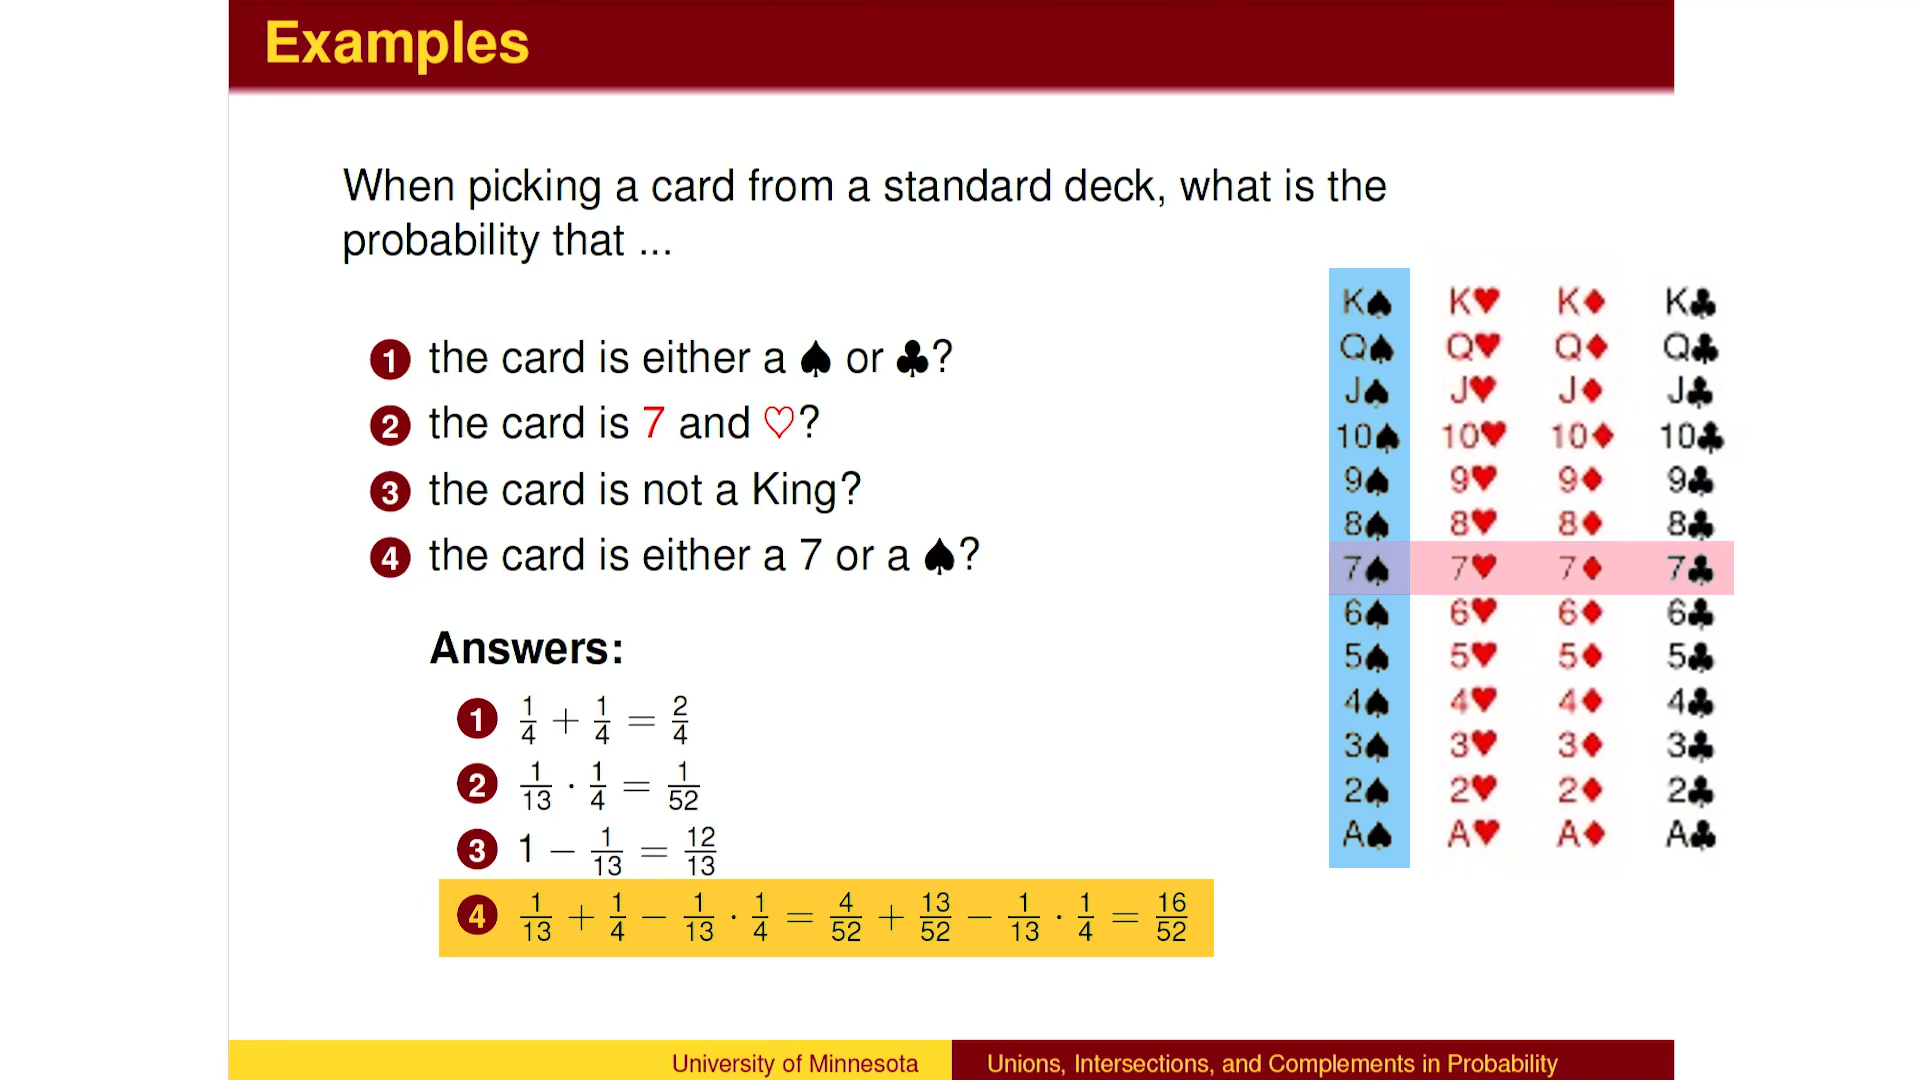 Examples
When picking a card from a standard deck, what is the
probability that ...
1 the card is either a ♠ or ♣?
2 the card is 7 and ♡?
3 the card is not a King?
4 the card is either a 7 or a ♠?
Answers:
1 1/4 + 1/4 = 2/4
2 1/13 · 1/4 = 1/52
3 1 − 1/13 = 12/13
4 1/13 + 1/4 − 1/13 · 1/4 = 4/52 + 13/52 − 1/13 · 1/4 = 16/52
K♠ K♥ K♦ K♣
Q♠ Q♥ Q♦ Q♣
J♠ J♥ J♦ J♣
10♠ 10♥ 10♦ 10♣
9♠ 9♥ 9♦ 9♣
8♠ 8♥ 8♦ 8♣
7♠ 7♥ 7♦ 7♣
6♠ 6♥ 6♦ 6♣
5♠ 5♥ 5♦ 5♣
4♠ 4♥ 4♦ 4♣
3♠ 3♥ 3♦ 3♣
2♠ 2♥ 2♦ 2♣
A♠ A♥ A♦ A♣
University of Minnesota
Unions, Intersections, and Complements in Probability